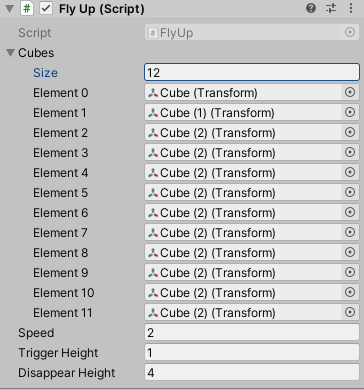 Fly Up (Script)
Script FlyUp
Cubes
Size 12
Element 0 Cube (Transform)
Element 1 Cube (1) (Transform)
Element 2 Cube (2) (Transform)
Element 3 Cube (2) (Transform)
Element 4 Cube (2) (Transform)
Element 5 Cube (2) (Transform)
Element 6 Cube (2) (Transform)
Element 7 Cube (2) (Transform)
Element 8 Cube (2) (Transform)
Element 9 Cube (2) (Transform)
Element 10 Cube (2) (Transform)
Element 11 Cube (2) (Transform)
Speed 2
Trigger Height 1
Disappear Height 4